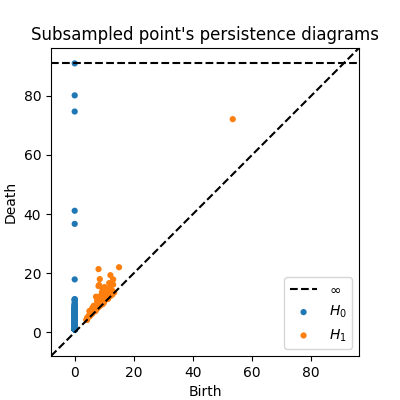 Subsampled point's persistence diagrams
80
60
40
20
0
Death
0 20 40 60 80
Birth
∞
H₀
H₁